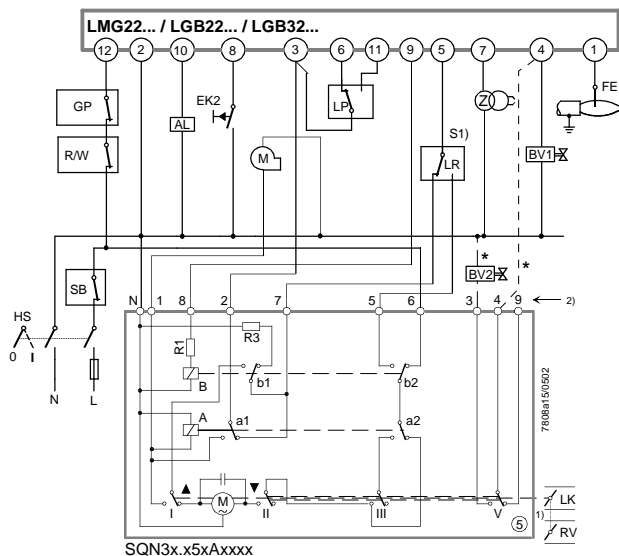 LMG22... / LGB22... / LGB32...
12 2 10 8 3 6 11 9 5 7 4 1
GP
R/W
AL
EK2
M
LP
S1)
LR
Z
FE
BV1
*
BV2
*
SB
HS
0 I
N L
N 1 8 2 7 5 6 3 4 9 2)
R1
R3
B b1 b2
A a1 a2
I M ~ II III V
5
1)
LK
RV
7808a15/0502
SQN3x.x5xAxxxx